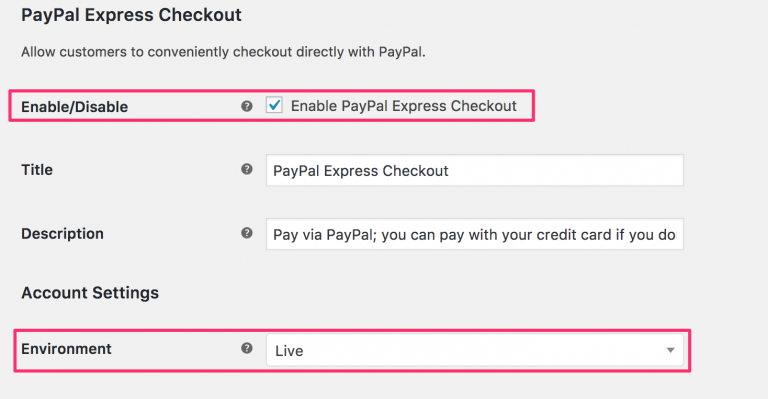 PayPal Express Checkout
Allow customers to conveniently checkout directly with PayPal.
Enable/Disable ? Enable PayPal Express Checkout
Title ? PayPal Express Checkout
Description ? Pay via PayPal; you can pay with your credit card if you do
Account Settings
Environment ? Live